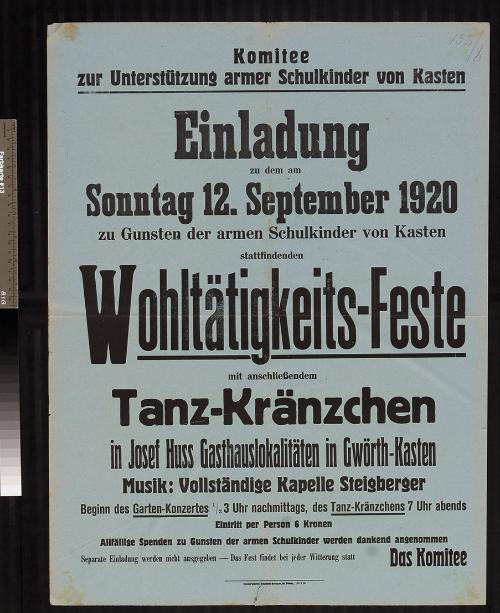 Komitee
zur Unterstützung armer Schulkinder von Kasten
Einladung
zu dem am
Sonntag 12. September 1920
zu Gunsten der armen Schulkinder von Kasten
stattfindenden
Wohltätigkeits-Feste
mit anschließendem
Tanz-Kränzchen
in Josef Huss Gasthauslokalitäten in Gwörth-Kasten
Musik: Vollständige Kapelle Steigberger
Beginn des Garten-Konzertes 1/2 3 Uhr nachmittags, des Tanz-Kränzchens 7 Uhr abends
Eintritt per Person 6 Kronen
Allfällige Spenden zu Gunsten der armen Schulkinder werden dankend angenommen
Separate Einladung werden nicht ausgegeben — Das Fest findet bei jeder Witterung statt
Das Komitee
Farbkarte #13